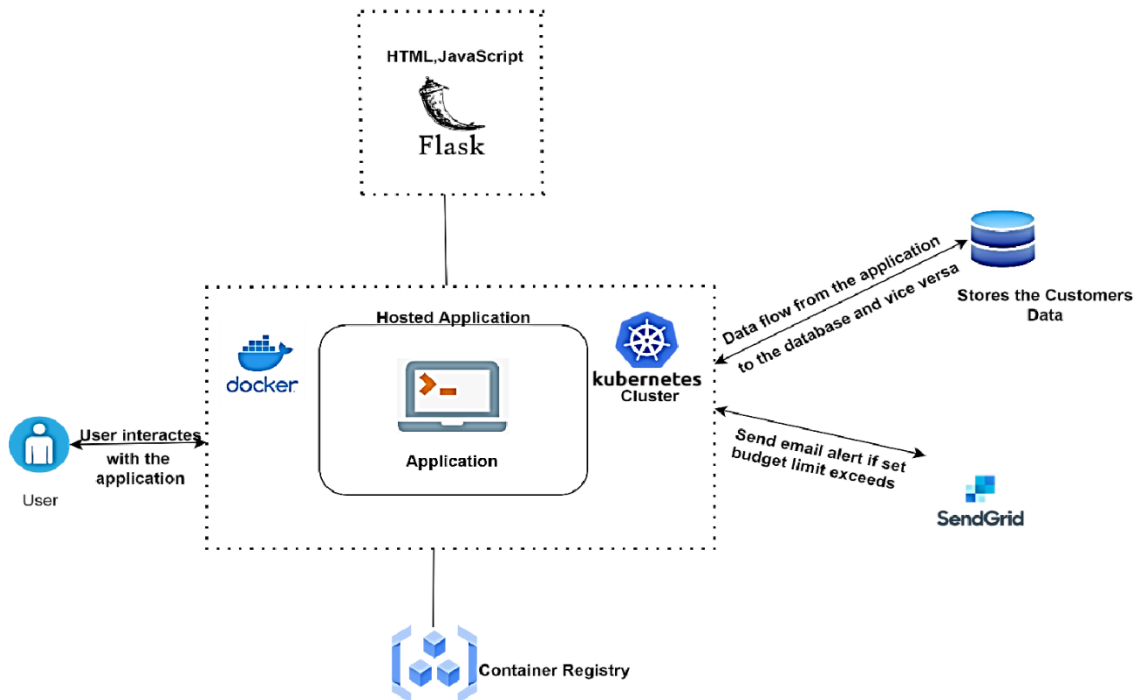 HTML,JavaScript
Flask
Hosted Application
docker
kubernetes
Cluster
Application
User interactes
with the
application
User
Data flow from the application
to the database and vice versa
Stores the Customers
Data
Send email alert if set
budget limit exceeds
SendGrid
Container Registry